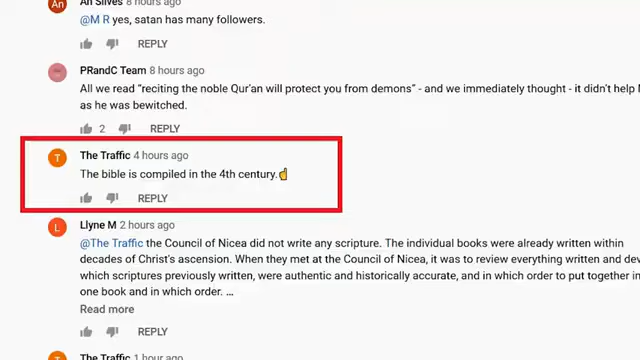 An Silves 8 hours ago
@M R yes, satan has many followers.
REPLY
PRandC Team 8 hours ago
All we read "reciting the noble Qur'an will protect you from demons" - and we immediately thought - it didn't help
as he was bewitched.
2 REPLY
T The Traffic 4 hours ago
The bible is compiled in the 4th century.☝
REPLY
L Llyne M 2 hours ago
@The Traffic the Council of Nicea did not write any scripture. The individual books were already written within
decades of Christ's ascension. When they met at the Council of Nicea, it was to review everything written and
which scriptures previously written, were authentic and historically accurate, and in which order to put together
one book and in which order. ...
Read more
REPLY
The Traffic 1 hour ago